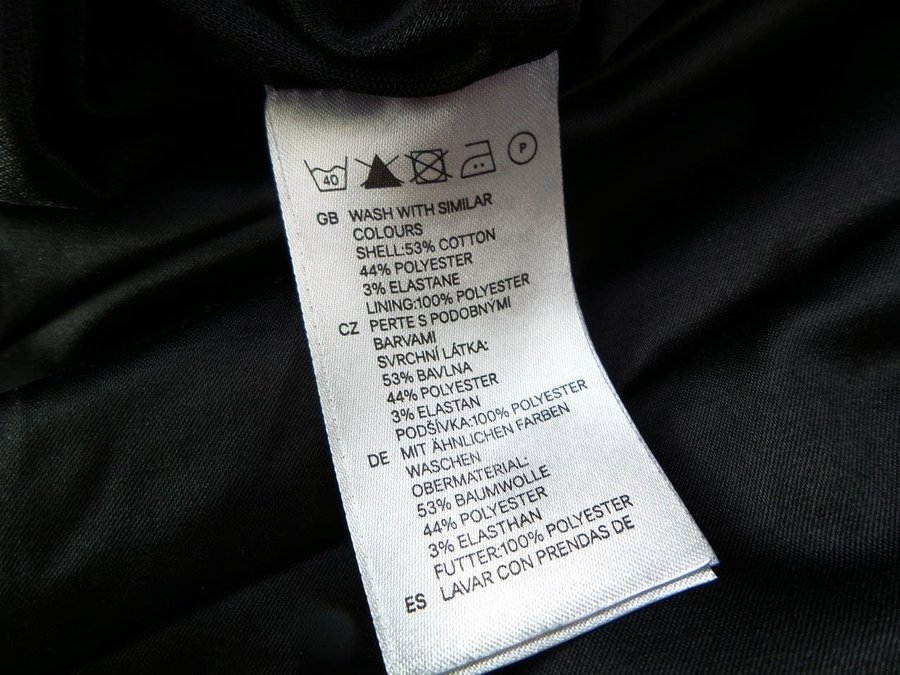 40 P
GB WASH WITH SIMILAR
COLOURS
SHELL:53% COTTON
44% POLYESTER
3% ELASTANE
LINING:100% POLYESTER
CZ PERTE S PODOBNÝMI
BARVAMI
SVRCHNÍ LÁTKA:
53% BAVLNA
44% POLYESTER
3% ELASTAN
PODŠÍVKA:100% POLYESTER
DE MIT ÄHNLICHEN FARBEN
WASCHEN
OBERMATERIAL:
53% BAUMWOLLE
44% POLYESTER
3% ELASTHAN
FUTTER:100% POLYESTER
ES LAVAR CON PRENDAS DE